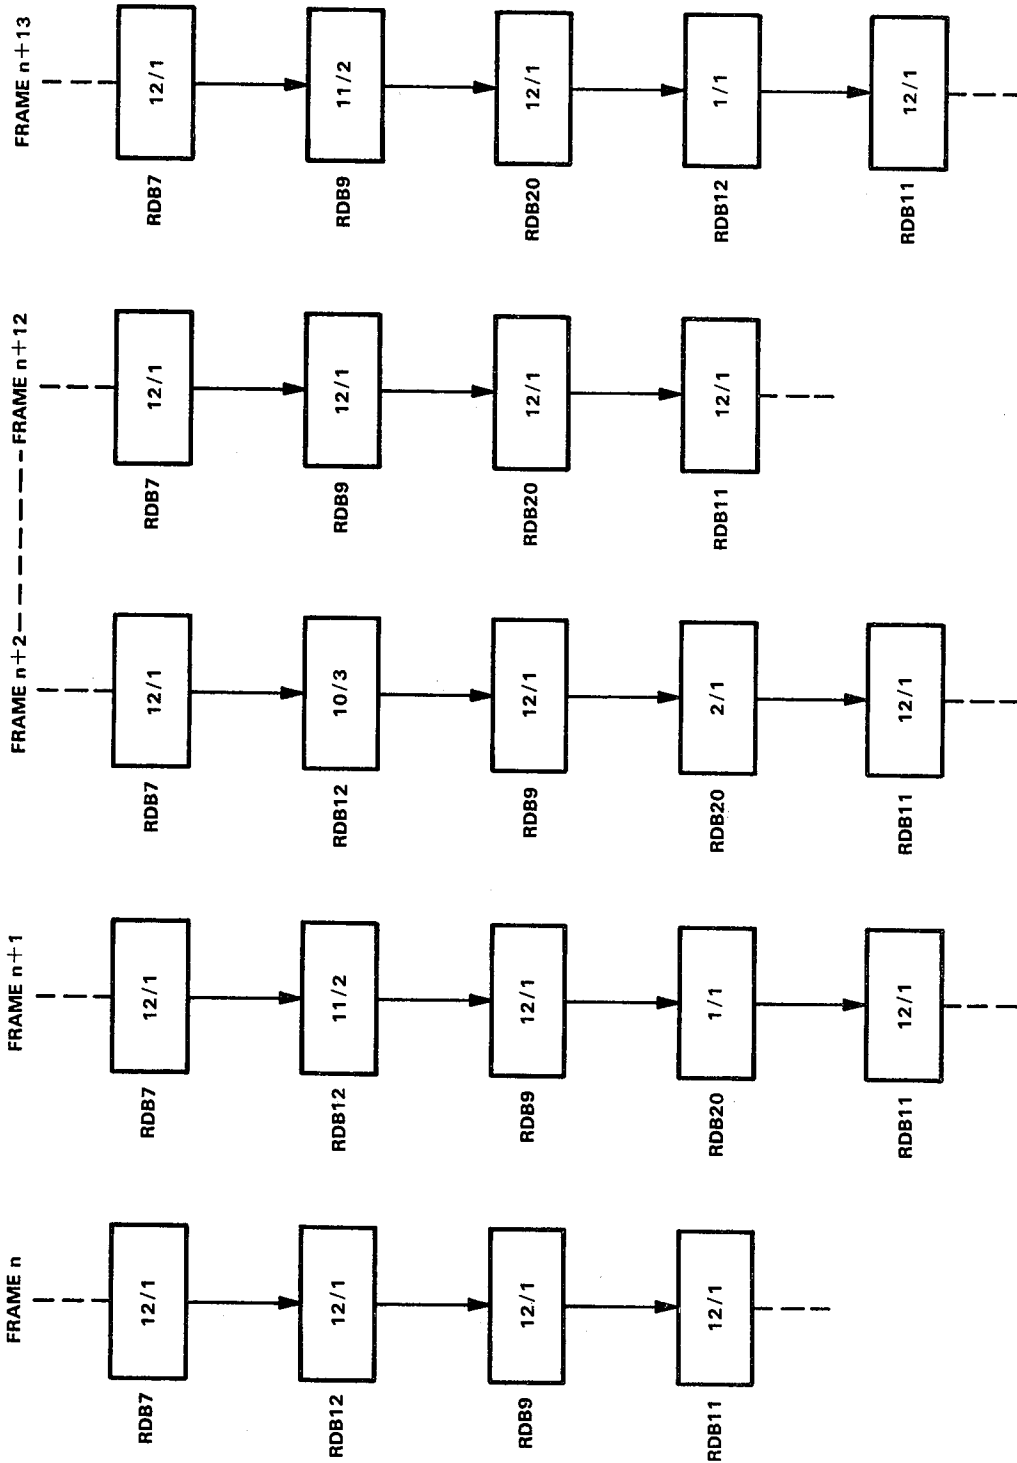 FRAME n
RDB7 12/1
RDB12 12/1
RDB9 12/1
RDB11 12/1
FRAME n+1
RDB7 12/1
RDB12 11/2
RDB9 12/1
RDB20 1/1
RDB11 12/1
FRAME n+2
RDB7 12/1
RDB12 10/3
RDB9 12/1
RDB20 2/1
RDB11 12/1
FRAME n+12
RDB7 12/1
RDB9 12/1
RDB20 12/1
RDB11 12/1
FRAME n+13
RDB7 12/1
RDB9 11/2
RDB20 12/1
RDB12 1/1
RDB11 12/1